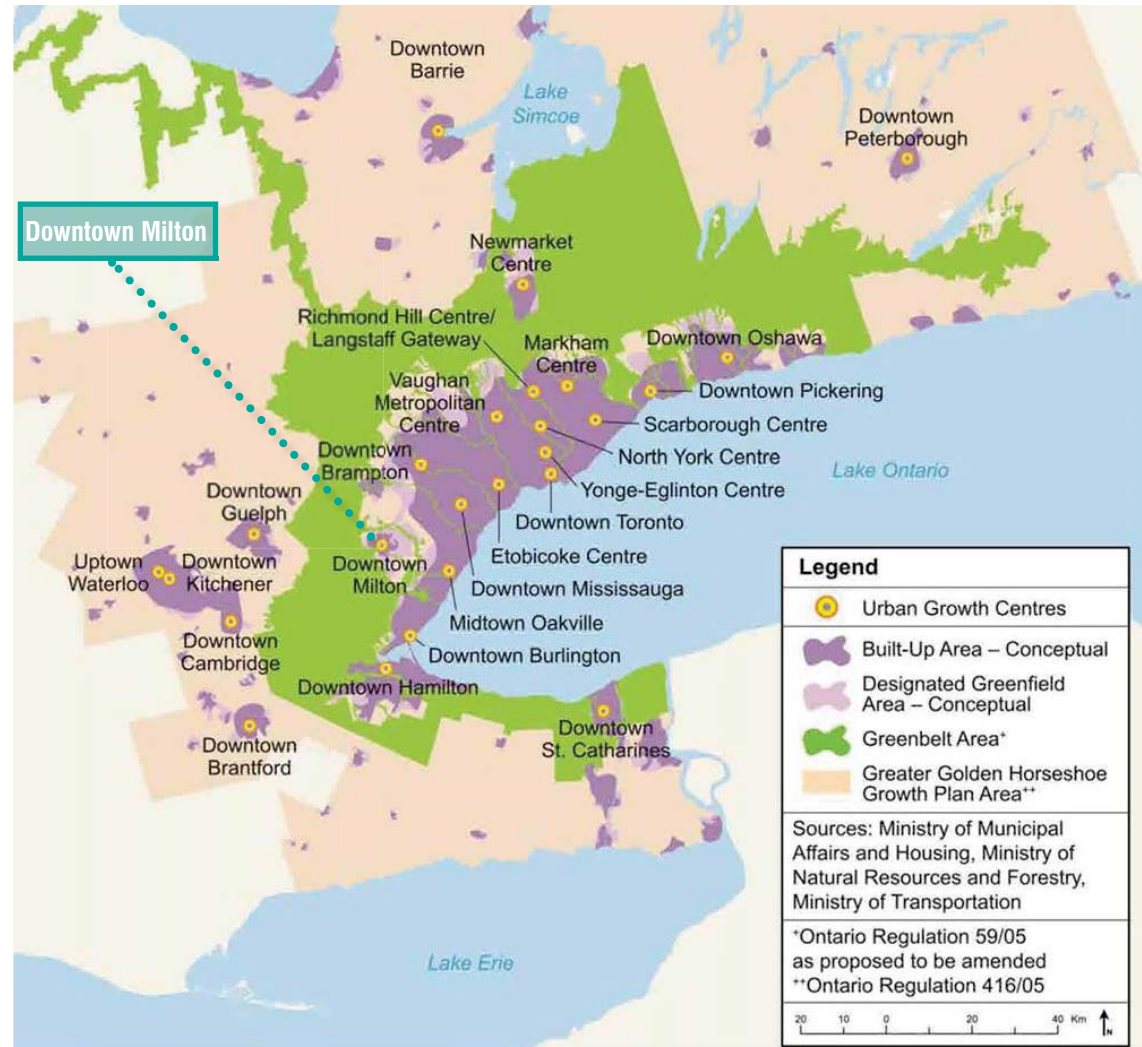 Downtown
Barrie
Lake
Simcoe
Downtown
Peterborough
Downtown Milton
Newmarket
Centre
Richmond Hill Centre/
Langstaff Gateway
Markham
Centre
Downtown Oshawa
Vaughan
Metropolitan
Centre
Downtown Pickering
Scarborough Centre
Downtown
Brampton
North York Centre
Lake Ontario
Yonge-Eglinton Centre
Downtown
Guelph
Downtown Toronto
Etobicoke Centre
Uptown
Waterloo
Downtown
Kitchener
Downtown
Milton
Downtown Mississauga
Midtown Oakville
Downtown
Cambridge
Downtown Burlington
Downtown Hamilton
Downtown
St. Catharines
Downtown
Brantford
Lake Erie
Legend
Urban Growth Centres
Built-Up Area – Conceptual
Designated Greenfield
Area – Conceptual
Greenbelt Area⁺
Greater Golden Horseshoe
Growth Plan Area⁺⁺
Sources: Ministry of Municipal
Affairs and Housing, Ministry of
Natural Resources and Forestry,
Ministry of Transportation
⁺Ontario Regulation 59/05
as proposed to be amended
⁺⁺Ontario Regulation 416/05
20 10 0 20 40 Km
N